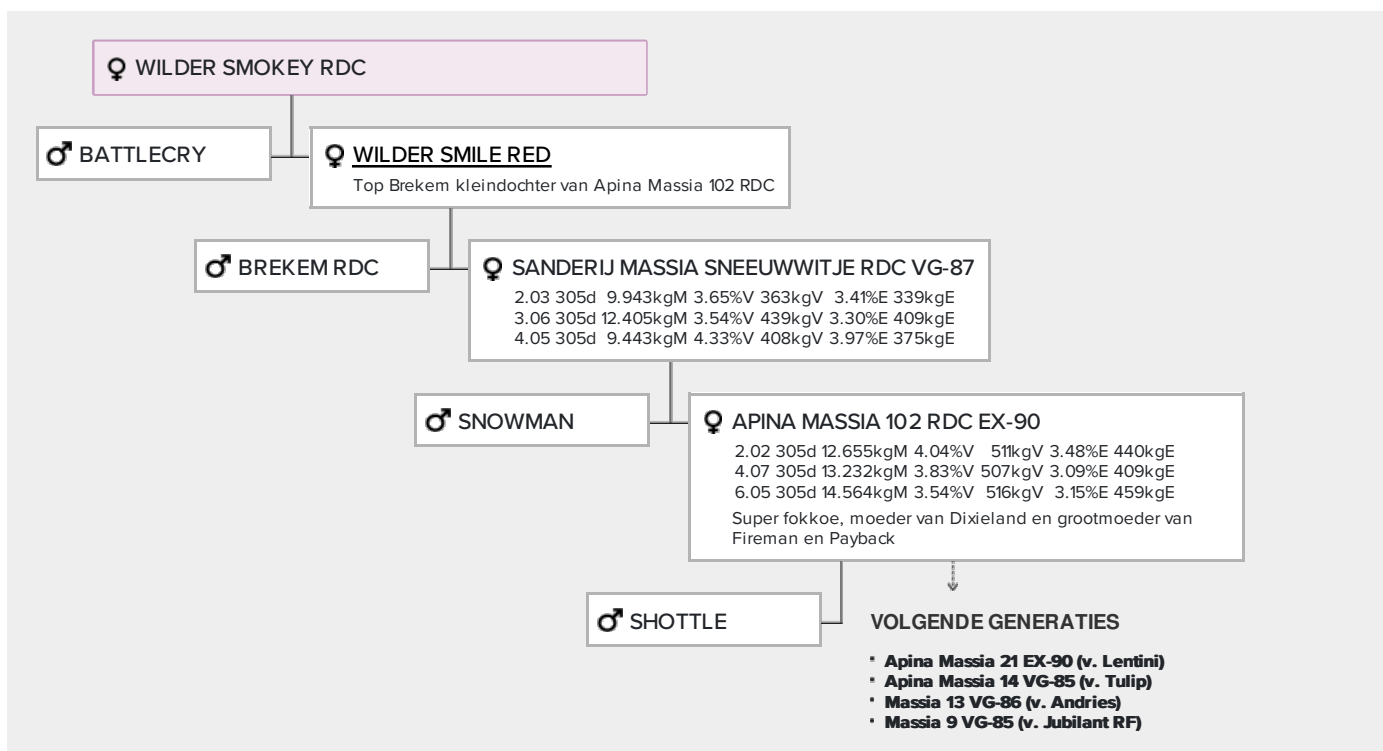 ♀ WILDER SMOKEY RDC
♂ BATTLECRY
♀ WILDER SMILE RED
Top Brekem kleindochter van Apina Massia 102 RDC
♂ BREKEM RDC
♀ SANDERIJ MASSIA SNEEUWWITJE RDC VG-87
2.03 305d 9.943kgM 3.65%V 363kgV 3.41%E 339kgE
3.06 305d 12.405kgM 3.54%V 439kgV 3.30%E 409kgE
4.05 305d 9.443kgM 4.33%V 408kgV 3.97%E 375kgE
♂ SNOWMAN
♀ APINA MASSIA 102 RDC EX-90
2.02 305d 12.655kgM 4.04%V 511kgV 3.48%E 440kgE
4.07 305d 13.232kgM 3.83%V 507kgV 3.09%E 409kgE
6.05 305d 14.564kgM 3.54%V 516kgV 3.15%E 459kgE
Super fokkoe, moeder van Dixieland en grootmoeder van
Fireman en Payback
♂ SHOTTLE
VOLGENDE GENERATIES
• Apina Massia 21 EX-90 (v. Lentini)
• Apina Massia 14 VG-85 (v. Tulip)
• Massia 13 VG-86 (v. Andries)
• Massia 9 VG-85 (v. Jubilant RF)